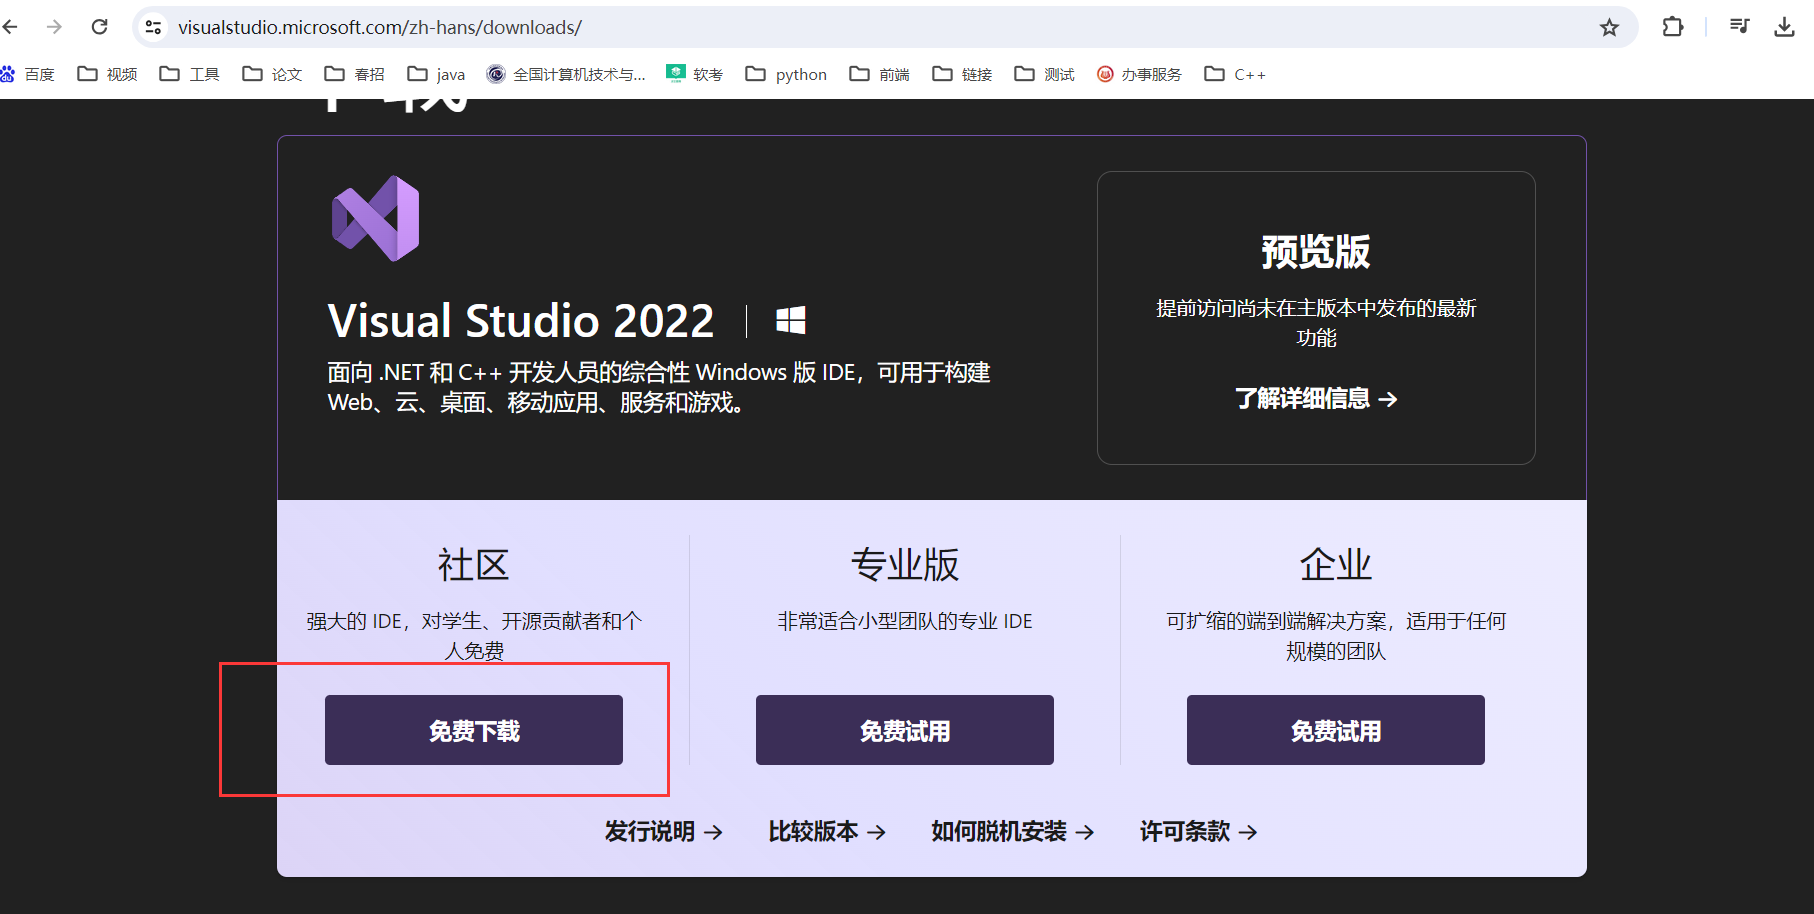 visualstudio.microsoft.com/zh-hans/downloads/
百度 视频 工具 论文 春招 java 全国计算机技术与... 软考 python 前端 链接 测试 办事服务 C++
下载
Visual Studio 2022
面向 .NET 和 C++ 开发人员的综合性 Windows 版 IDE，可用于构建
Web、云、桌面、移动应用、服务和游戏。
预览版
提前访问尚未在主版本中发布的最新
功能
了解详细信息 →
社区
强大的 IDE，对学生、开源贡献者和个
人免费
免费下载
专业版
非常适合小型团队的专业 IDE
免费试用
企业
可扩缩的端到端解决方案，适用于任何
规模的团队
免费试用
发行说明 → 比较版本 → 如何脱机安装 → 许可条款 →